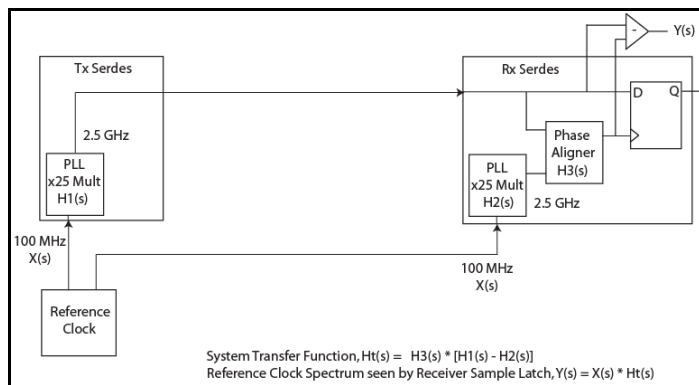 Tx Serdes
2.5 GHz
PLL
x25 Mult
H1(s)
100 MHz
X(s)
Reference
Clock
Rx Serdes
PLL
x25 Mult
H2(s)
2.5 GHz
100 MHz
X(s)
Phase
Aligner
H3(s)
D
Q
-
Y(s)
System Transfer Function, Ht(s) = H3(s) * [H1(s) - H2(s)]
Reference Clock Spectrum seen by Receiver Sample Latch, Y(s) = X(s) * Ht(s)